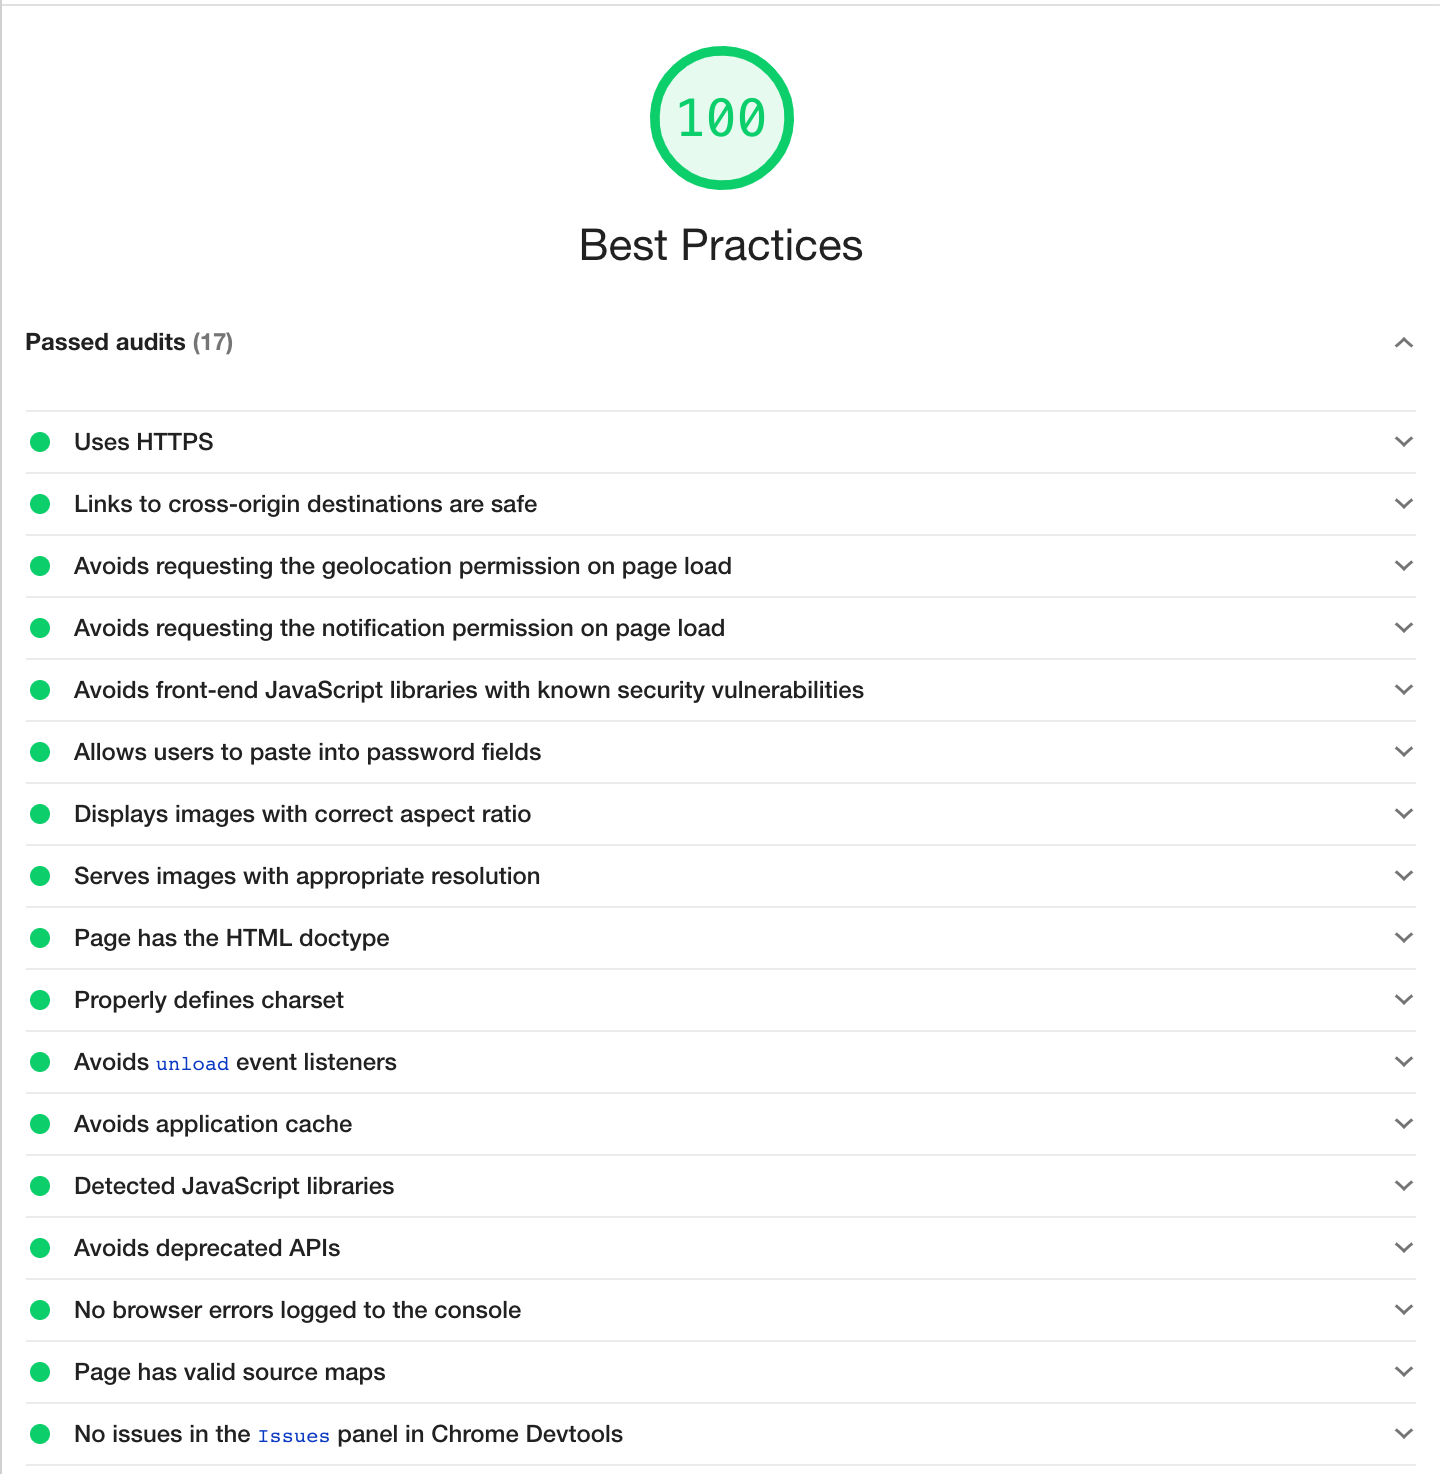 100
Best Practices
Passed audits (17)
Uses HTTPS
Links to cross-origin destinations are safe
Avoids requesting the geolocation permission on page load
Avoids requesting the notification permission on page load
Avoids front-end JavaScript libraries with known security vulnerabilities
Allows users to paste into password fields
Displays images with correct aspect ratio
Serves images with appropriate resolution
Page has the HTML doctype
Properly defines charset
Avoids unload event listeners
Avoids application cache
Detected JavaScript libraries
Avoids deprecated APIs
No browser errors logged to the console
Page has valid source maps
No issues in the Issues panel in Chrome Devtools